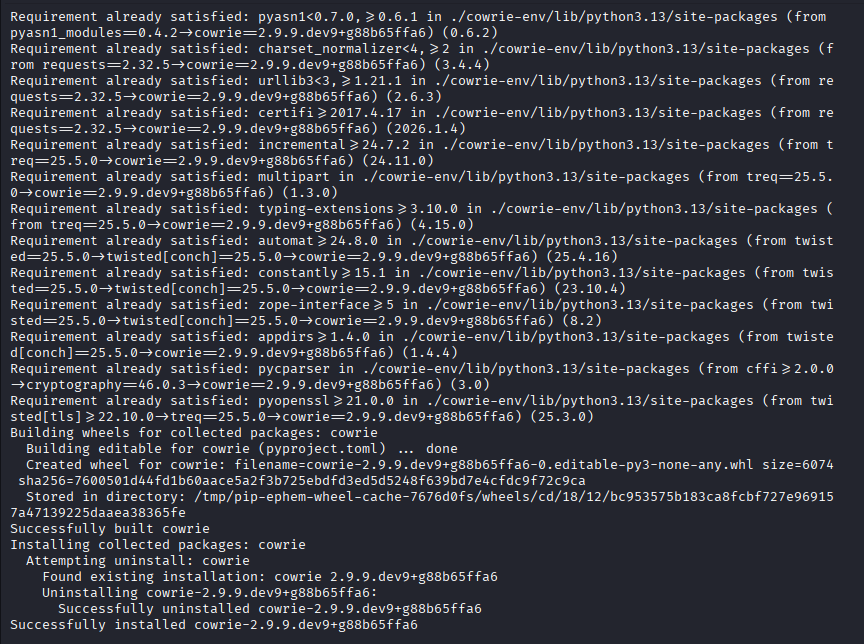 Requirement already satisfied: pyasn1<0.7.0,>=0.6.1 in ./cowrie-env/lib/python3.13/site-packages (from
pyasn1_modules==0.4.2->cowrie==2.9.9.dev9+g88b65ffa6) (0.6.2)
Requirement already satisfied: charset_normalizer<4,>=2 in ./cowrie-env/lib/python3.13/site-packages (f
rom requests==2.32.5->cowrie==2.9.9.dev9+g88b65ffa6) (3.4.4)
Requirement already satisfied: urllib3<3,>=1.21.1 in ./cowrie-env/lib/python3.13/site-packages (from re
quests==2.32.5->cowrie==2.9.9.dev9+g88b65ffa6) (2.6.3)
Requirement already satisfied: certifi>=2017.4.17 in ./cowrie-env/lib/python3.13/site-packages (from re
quests==2.32.5->cowrie==2.9.9.dev9+g88b65ffa6) (2026.1.4)
Requirement already satisfied: incremental>=24.7.2 in ./cowrie-env/lib/python3.13/site-packages (from t
req==25.5.0->cowrie==2.9.9.dev9+g88b65ffa6) (24.11.0)
Requirement already satisfied: multipart in ./cowrie-env/lib/python3.13/site-packages (from treq==25.5.
0->cowrie==2.9.9.dev9+g88b65ffa6) (1.3.0)
Requirement already satisfied: typing-extensions>=3.10.0 in ./cowrie-env/lib/python3.13/site-packages (
from treq==25.5.0->cowrie==2.9.9.dev9+g88b65ffa6) (4.15.0)
Requirement already satisfied: automat>=24.8.0 in ./cowrie-env/lib/python3.13/site-packages (from twist
ed==25.5.0->twisted[conch]==25.5.0->cowrie==2.9.9.dev9+g88b65ffa6) (25.4.16)
Requirement already satisfied: constantly>=15.1 in ./cowrie-env/lib/python3.13/site-packages (from twis
ted==25.5.0->twisted[conch]==25.5.0->cowrie==2.9.9.dev9+g88b65ffa6) (23.10.4)
Requirement already satisfied: zope-interface>=5 in ./cowrie-env/lib/python3.13/site-packages (from twi
sted==25.5.0->twisted[conch]==25.5.0->cowrie==2.9.9.dev9+g88b65ffa6) (8.2)
Requirement already satisfied: appdirs>=1.4.0 in ./cowrie-env/lib/python3.13/site-packages (from twiste
d[conch]==25.5.0->cowrie==2.9.9.dev9+g88b65ffa6) (1.4.4)
Requirement already satisfied: pycparser in ./cowrie-env/lib/python3.13/site-packages (from cffi>=2.0.0
->cryptography==46.0.3->cowrie==2.9.9.dev9+g88b65ffa6) (3.0)
Requirement already satisfied: pyopenssl>=21.0.0 in ./cowrie-env/lib/python3.13/site-packages (from twi
sted[tls]>=22.10.0->treq==25.5.0->cowrie==2.9.9.dev9+g88b65ffa6) (25.3.0)
Building wheels for collected packages: cowrie
  Building editable for cowrie (pyproject.toml) ... done
  Created wheel for cowrie: filename=cowrie-2.9.9.dev9+g88b65ffa6-0.editable-py3-none-any.whl size=6074
 sha256=7600501d44fd1b60aace5a2f3b725ebdfd3ed5d5248f639bd7e4cfdc9f72c9ca
  Stored in directory: /tmp/pip-ephem-wheel-cache-7676d0fs/wheels/cd/18/12/bc953575b183ca8fcbf727e96915
7a47139225daaea38365fe
Successfully built cowrie
Installing collected packages: cowrie
  Attempting uninstall: cowrie
    Found existing installation: cowrie 2.9.9.dev9+g88b65ffa6
    Uninstalling cowrie-2.9.9.dev9+g88b65ffa6:
      Successfully uninstalled cowrie-2.9.9.dev9+g88b65ffa6
Successfully installed cowrie-2.9.9.dev9+g88b65ffa6